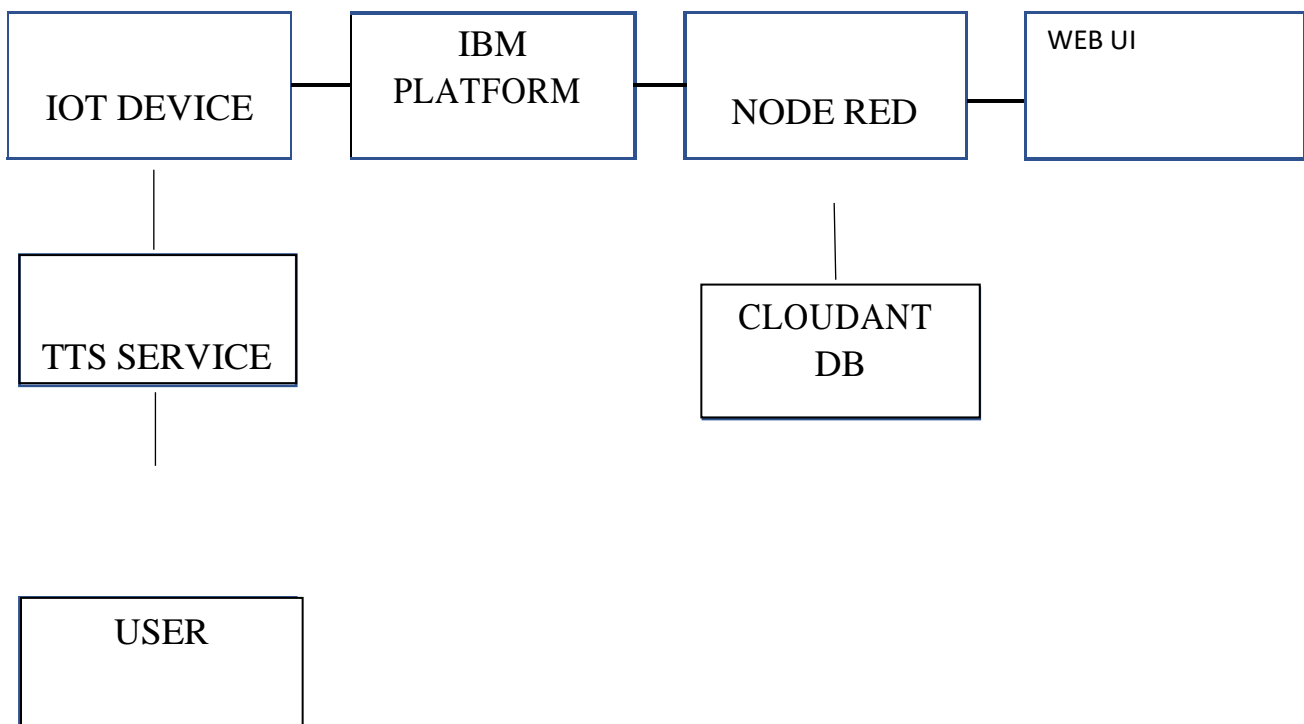 IOT DEVICE
IBM
PLATFORM
NODE RED
WEB UI
TTS SERVICE
CLOUDANT
DB
USER